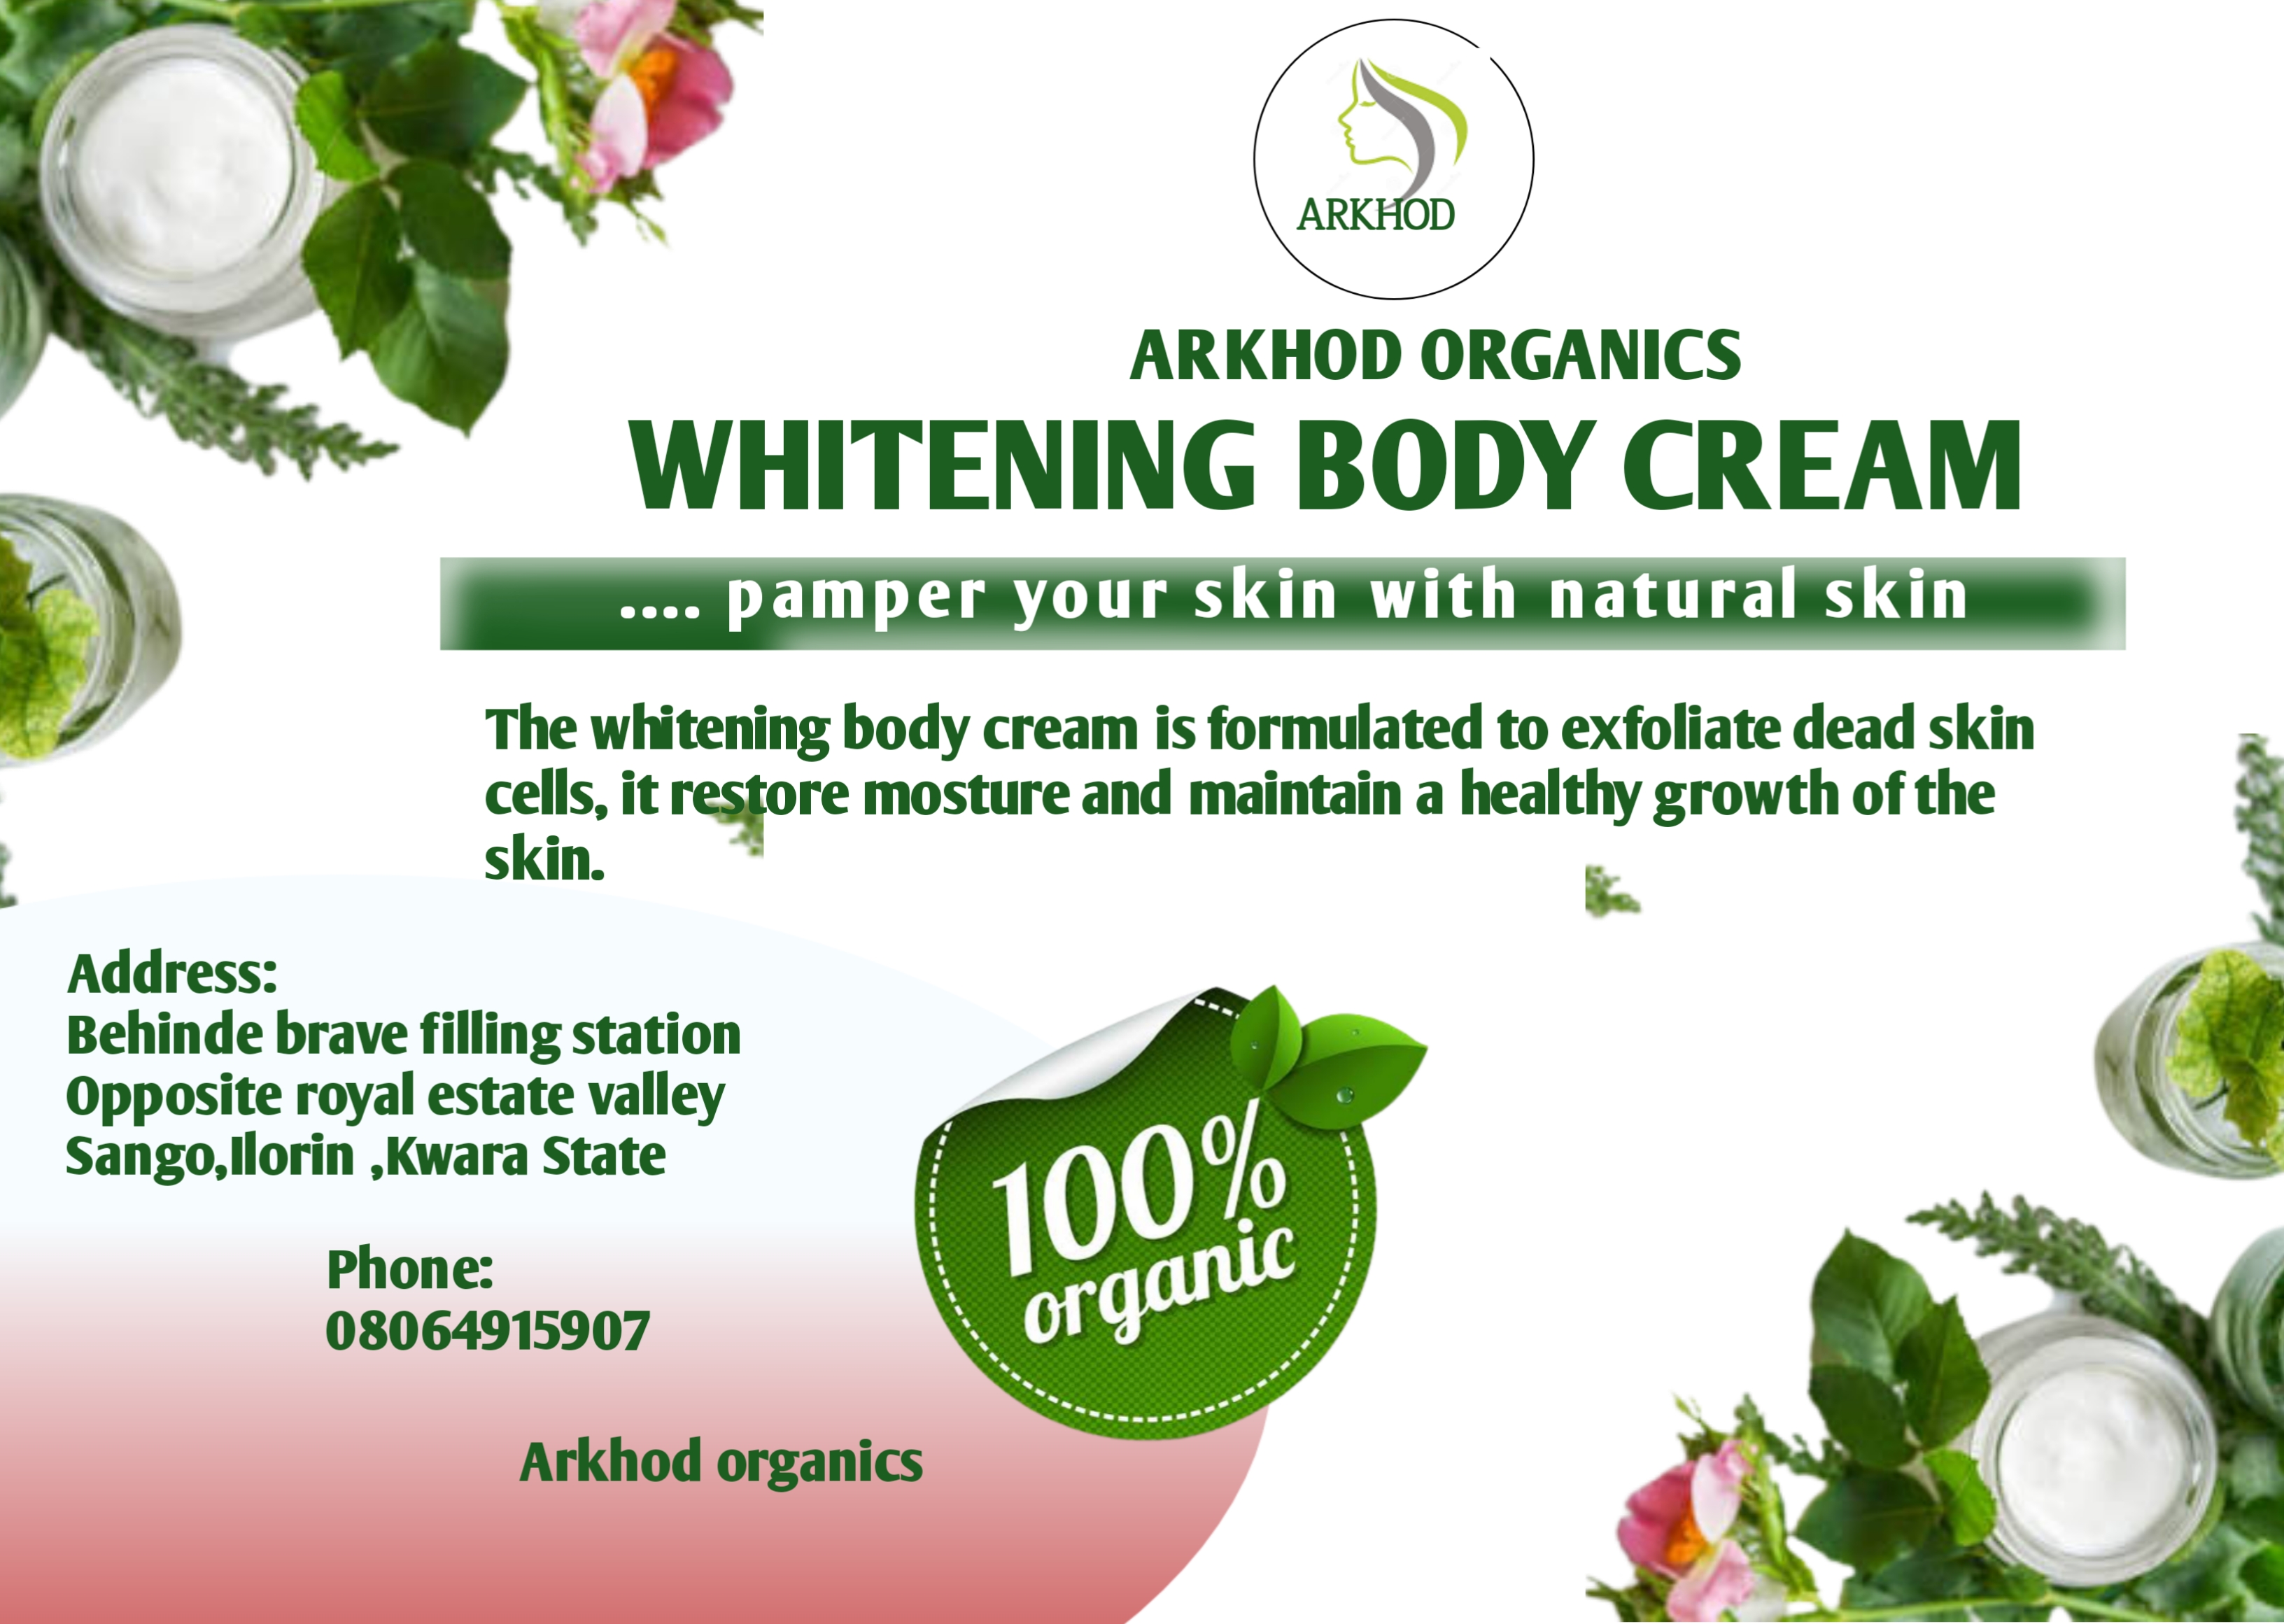 ARKHOD
ARKHOD ORGANICS
WHITENING BODY CREAM
.... pamper your skin with natural skin
The whitening body cream is formulated to exfoliate dead skin
cells, it restore mosture and maintain a healthy growth of the
skin.
Address:
Behinde brave filling station
Opposite royal estate valley
Sango,Ilorin ,Kwara State
Phone:
08064915907
Arkhod organics
100%
organic